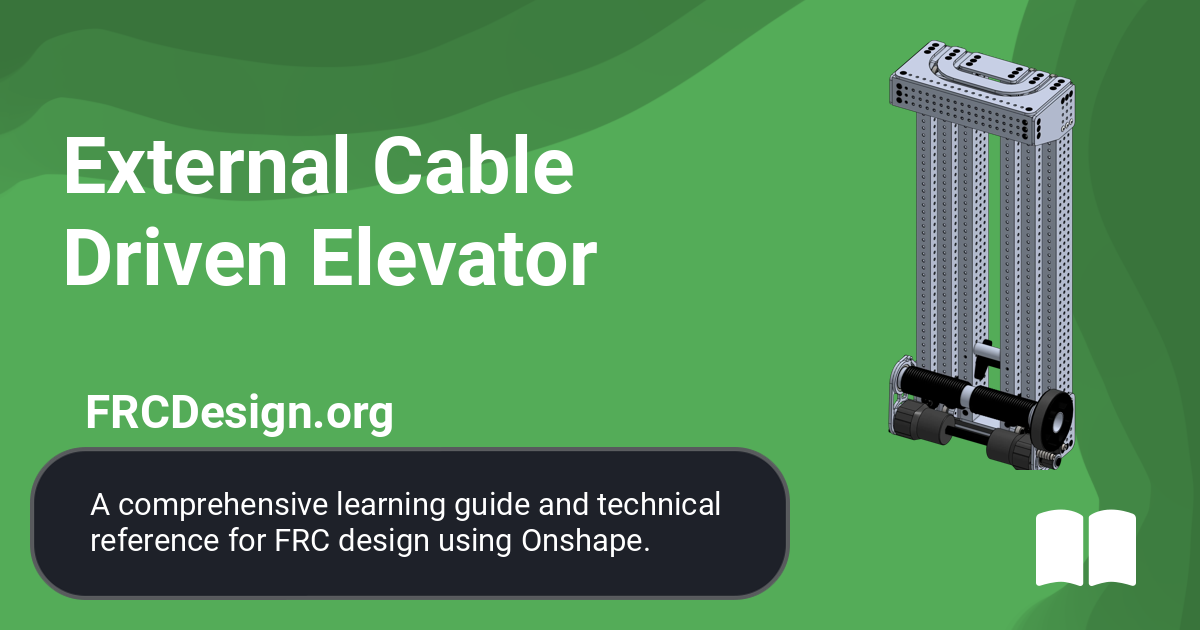 External Cable
Driven Elevator
FRCDesign.org
A comprehensive learning guide and technical
reference for FRC design using Onshape.